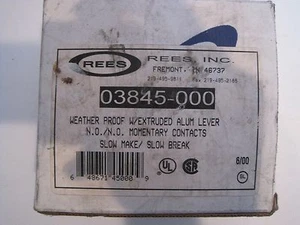 REES
REES, INC.
FREMONT, IN 46737
03845-000
WEATHER PROOF W/EXTRUDED ALUM LEVER
N.O./N.O. MOMENTARY CONTACTS
SLOW MAKE/ SLOW BREAK
6/00
UL